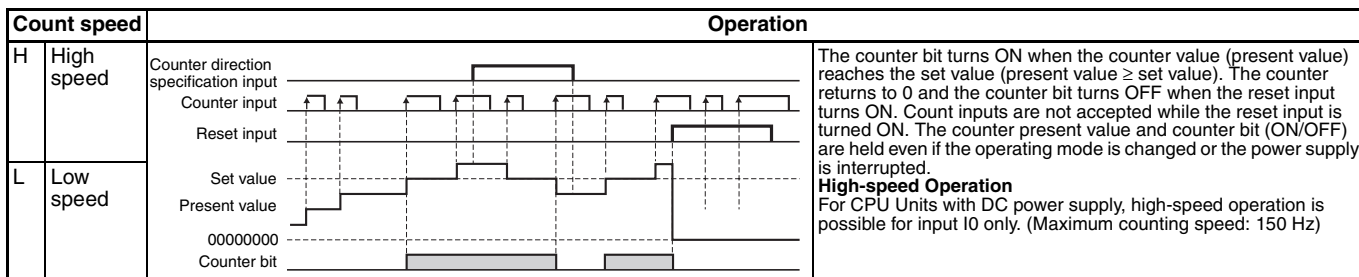 Count speed
Operation
H
High
speed
L
Low
speed
Counter direction
specification input
Counter input
Reset input
Set value
Present value
00000000
Counter bit
The counter bit turns ON when the counter value (present value)
reaches the set value (present value ≥ set value). The counter
returns to 0 and the counter bit turns OFF when the reset input
turns ON. Count inputs are not accepted while the reset input is
turned ON. The counter present value and counter bit (ON/OFF)
are held even if the operating mode is changed or the power supply
is interrupted.
High-speed Operation
For CPU Units with DC power supply, high-speed operation is
possible for input I0 only. (Maximum counting speed: 150 Hz)